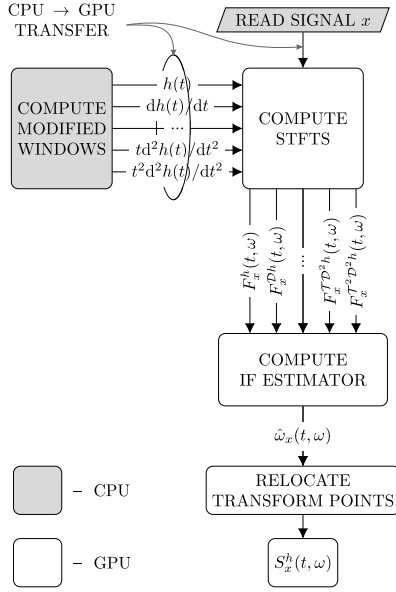 CPU → GPU
TRANSFER
READ SIGNAL x
COMPUTE
MODIFIED
WINDOWS
h(t)
dh(t)/dt
...
td²h(t)/dt²
t²d²h(t)/dt²
COMPUTE
STFTS
F_x^h(t,ω)
F_x^{𝒟h}(t,ω)
...
F_x^{𝒯𝒟²h}(t,ω)
F_x^{𝒯²𝒟²h}(t,ω)
COMPUTE
IF ESTIMATOR
ω̂_x(t,ω)
RELOCATE
TRANSFORM POINTS
S_x^h(t,ω)
– CPU
– GPU